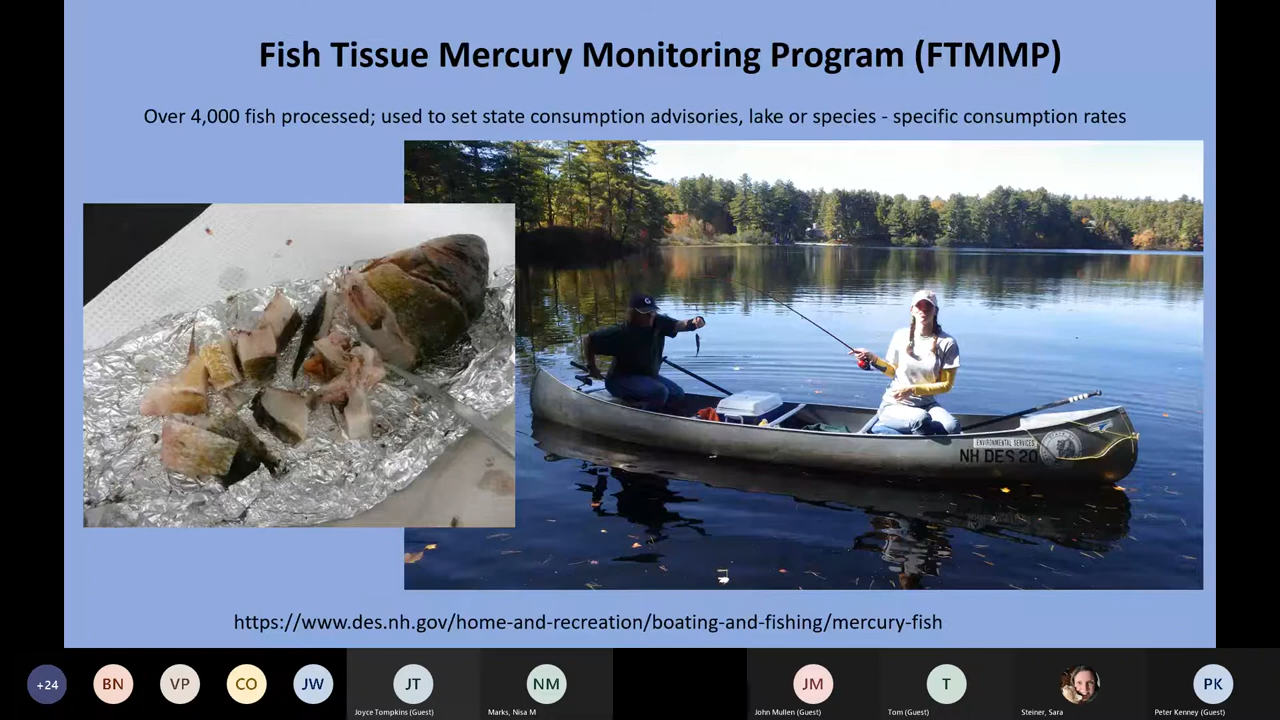 Fish Tissue Mercury Monitoring Program (FTMMP)
Over 4,000 fish processed; used to set state consumption advisories, lake or species - specific consumption rates
ENVIRONMENTAL SERVICES
NH DES 20
https://www.des.nh.gov/home-and-recreation/boating-and-fishing/mercury-fish
+24
BN
VP
CO
JW
JT
NM
JM
T
PK
Joyce Tompkins (Guest)
Marks, Nisa M
John Mullen (Guest)
Tom (Guest)
Steiner, Sara
Peter Kenney (Guest)